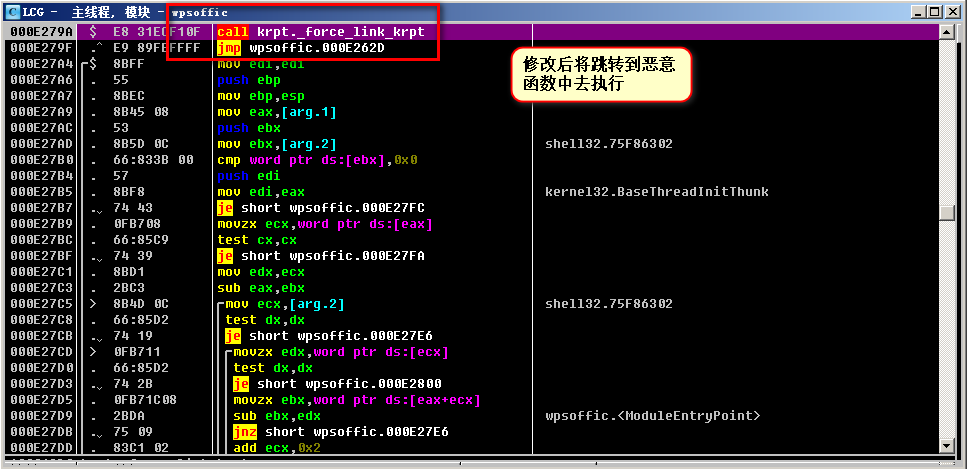 C LCG - 主线程, 模块 - wpsoffic
000E279A $ E8 31ECF10F call krpt._force_link_krpt
000E279F .^ E9 89FEFFFF jmp wpsoffic.000E262D
修改后将跳转到恶意
函数中去执行
000E27A4 $ 8BFF mov edi,edi
000E27A6 . 55 push ebp
000E27A7 . 8BEC mov ebp,esp
000E27A9 . 8B45 08 mov eax,[arg.1]
000E27AC . 53 push ebx
000E27AD . 8B5D 0C mov ebx,[arg.2] shell32.75F86302
000E27B0 . 66:833B 00 cmp word ptr ds:[ebx],0x0
000E27B4 . 57 push edi
000E27B5 . 8BF8 mov edi,eax kernel32.BaseThreadInitThunk
000E27B7 .v 74 43 je short wpsoffic.000E27FC
000E27B9 . 0FB708 movzx ecx,word ptr ds:[eax]
000E27BC . 66:85C9 test cx,cx
000E27BF .v 74 39 je short wpsoffic.000E27FA
000E27C1 . 8BD1 mov edx,ecx
000E27C3 . 2BC3 sub eax,ebx
000E27C5 > 8B4D 0C mov ecx,[arg.2] shell32.75F86302
000E27C8 . 66:85D2 test dx,dx
000E27CB .v 74 19 je short wpsoffic.000E27E6
000E27CD > 0FB711 movzx edx,word ptr ds:[ecx]
000E27D0 . 66:85D2 test dx,dx
000E27D3 .v 74 2B je short wpsoffic.000E2800
000E27D5 . 0FB71C08 movzx ebx,word ptr ds:[eax+ecx]
000E27D9 . 2BDA sub ebx,edx wpsoffic.<ModuleEntryPoint>
000E27DB .v 75 09 jnz short wpsoffic.000E27E6
000E27DD . 83C1 02 add ecx,0x2